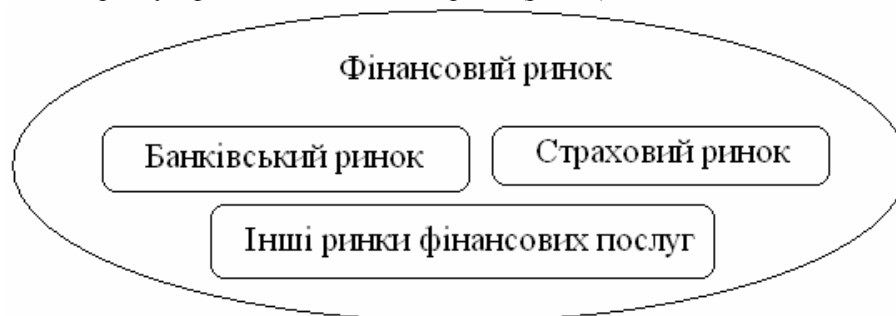 Фінансовий ринок
Банківський ринок
Страховий ринок
Інші ринки фінансових послуг